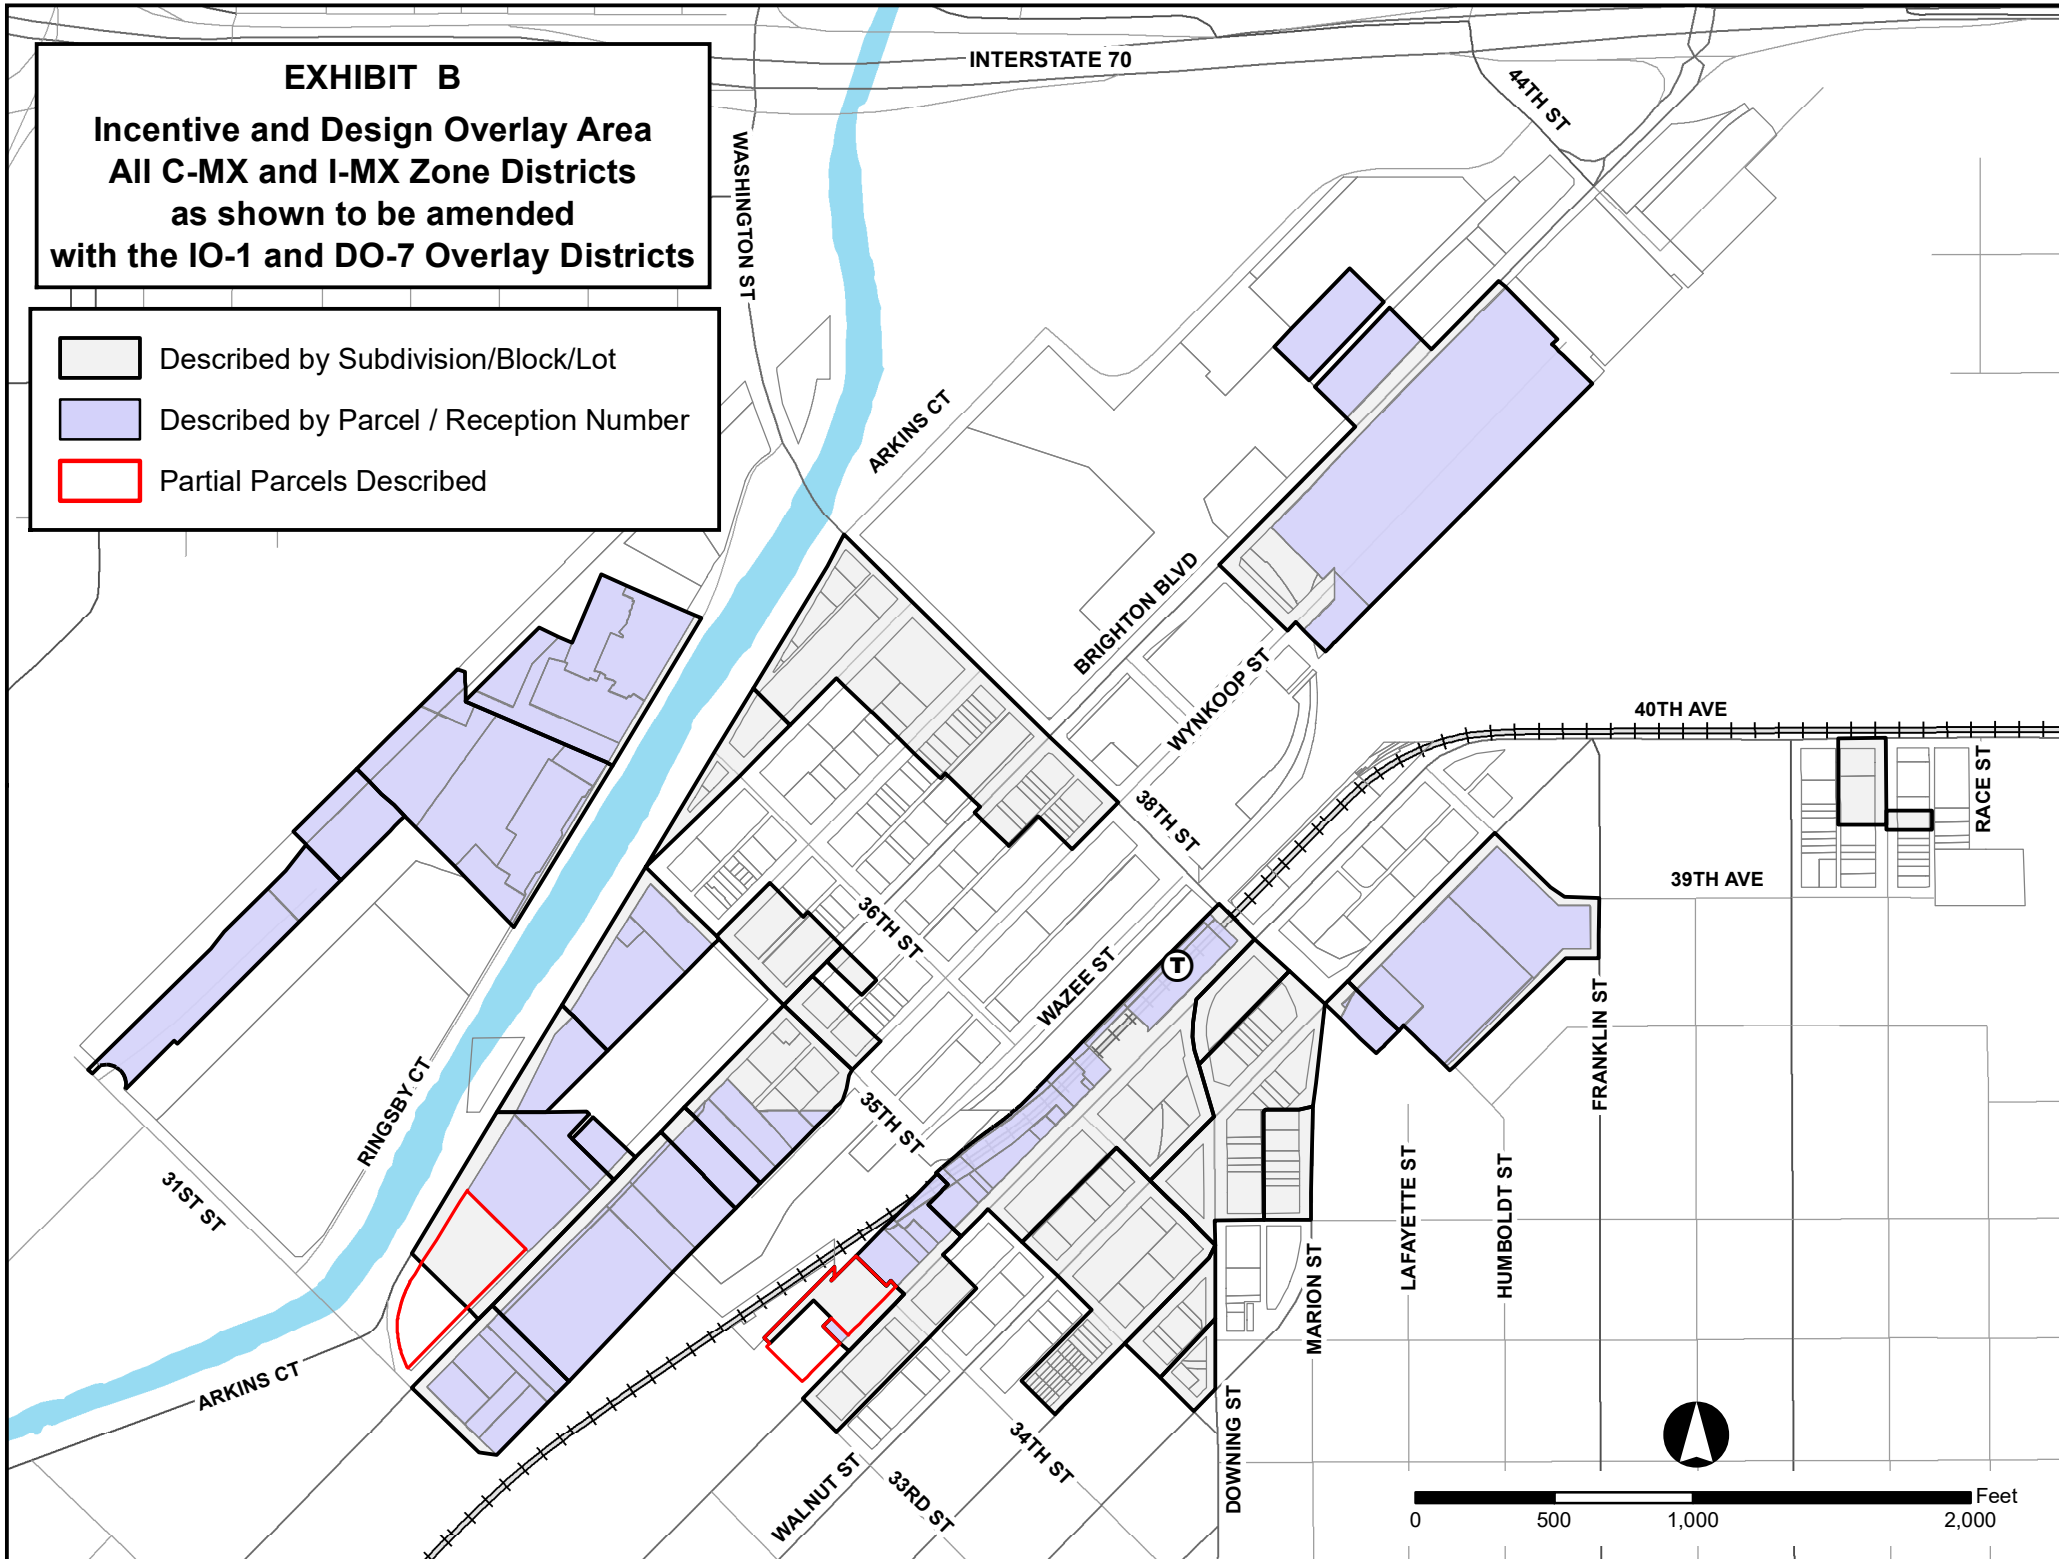 EXHIBIT B
Incentive and Design Overlay Area
All C-MX and I-MX Zone Districts
as shown to be amended
with the IO-1 and DO-7 Overlay Districts
Described by Subdivision/Block/Lot
Described by Parcel / Reception Number
Partial Parcels Described
INTERSTATE 70
44TH ST
WASHINGTON ST
ARKINS CT
BRIGHTON BLVD
WYNKOOP ST
40TH AVE
RACE ST
38TH ST
39TH AVE
36TH ST
WAZEE ST
T
FRANKLIN ST
35TH ST
RINGSBY CT
31ST ST
LAFAYETTE ST
HUMBOLDT ST
MARION ST
ARKINS CT
DOWNING ST
34TH ST
33RD ST
WALNUT ST
Feet
0 500 1,000 2,000